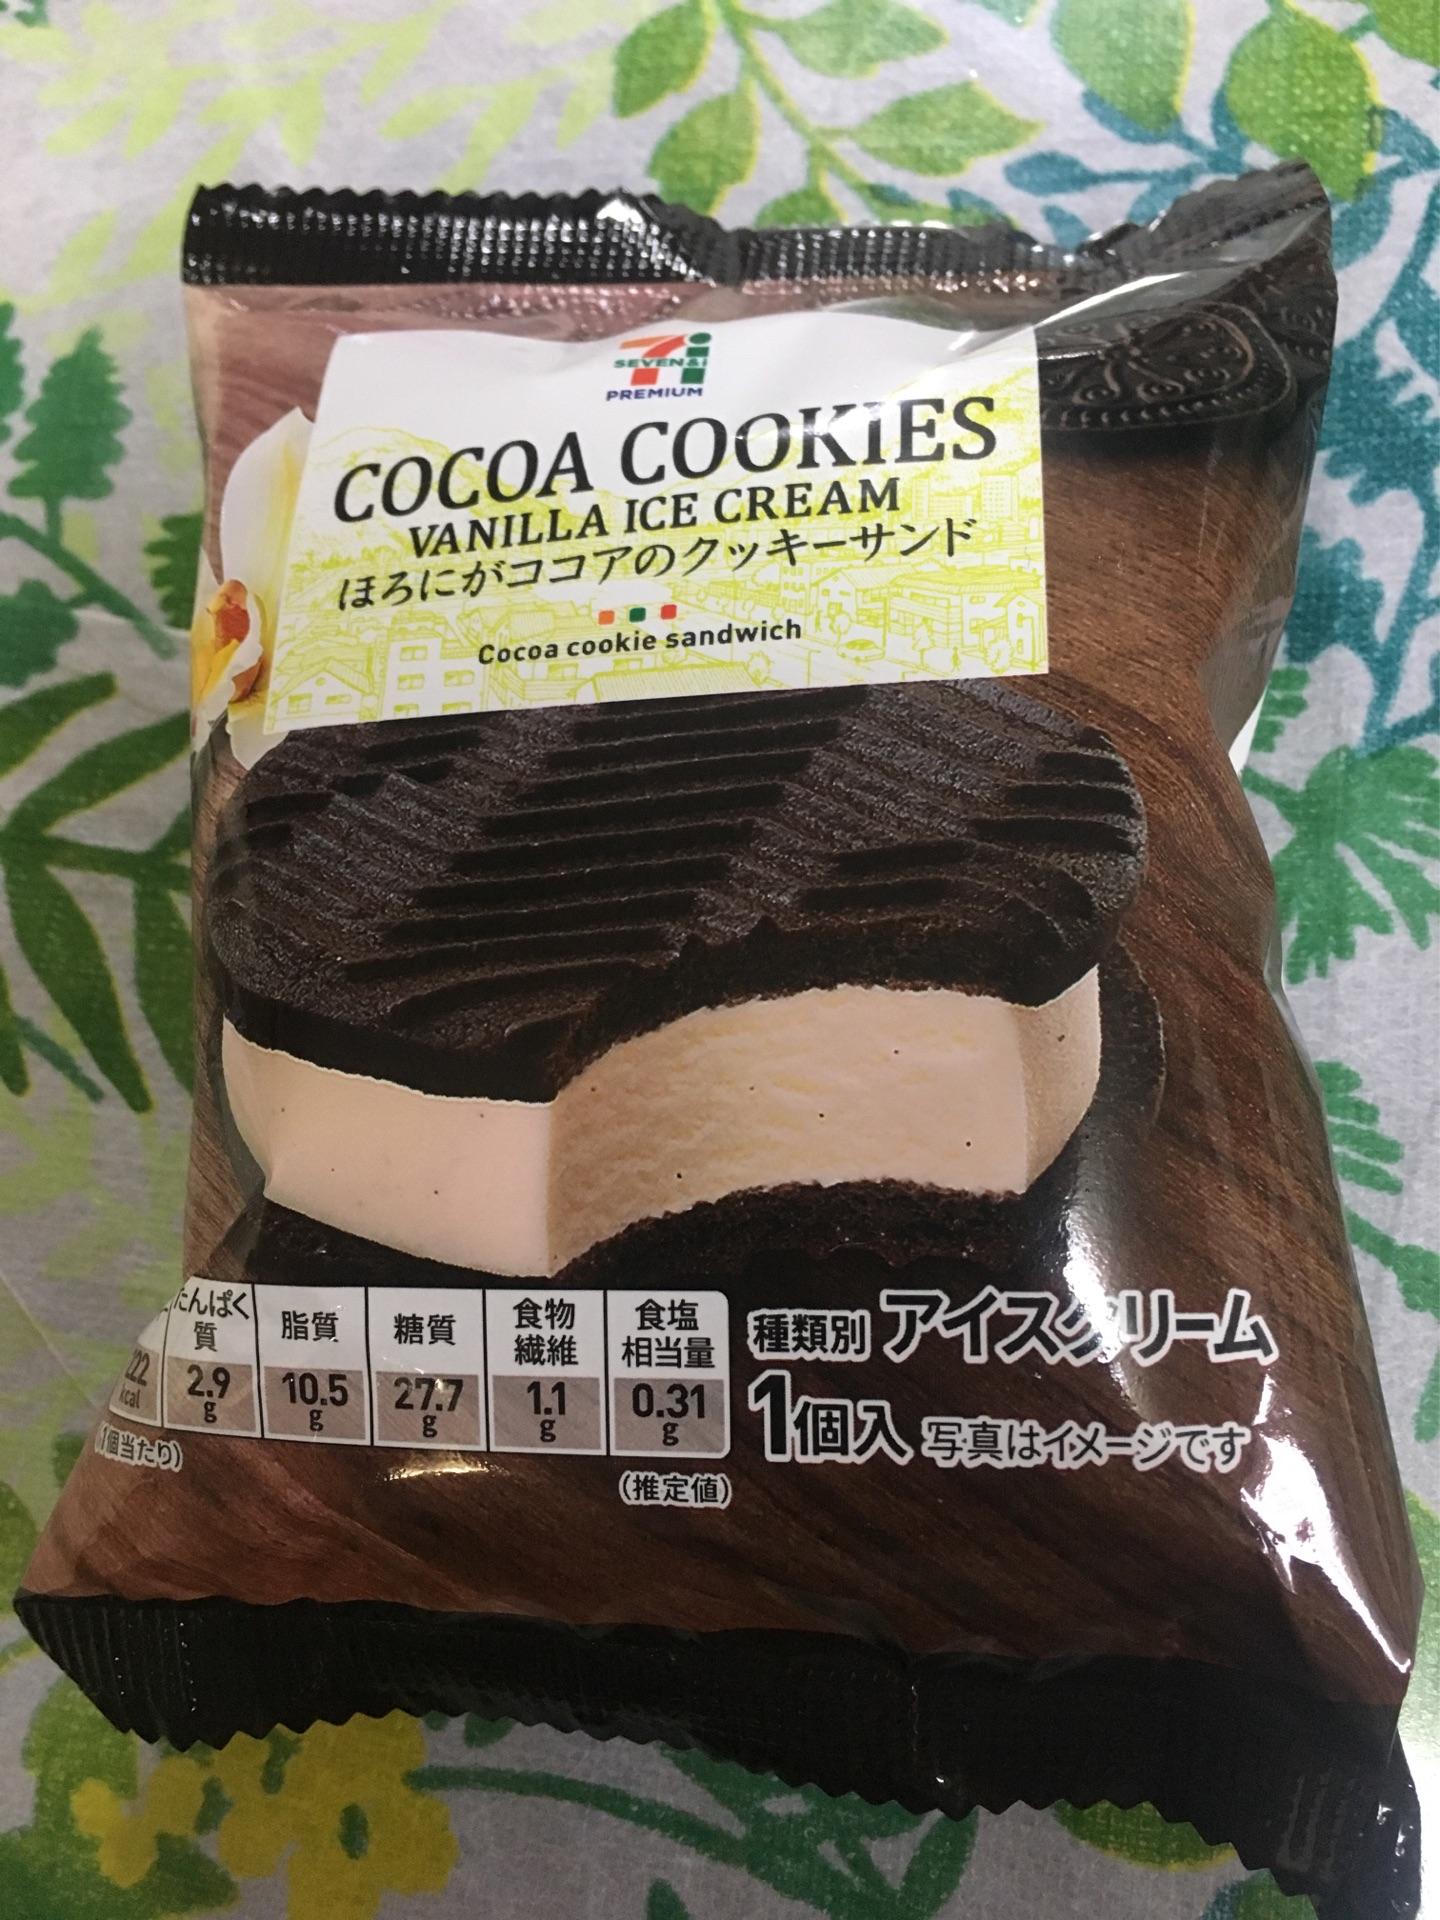 SEVEN&i
PREMIUM
COCOA COOKIES
VANILLA ICE CREAM
ほろにがココアのクッキーサンド
Cocoa cookie sandwich
たんぱく質
脂質
糖質
食物繊維
食塩相当量
22
kcal
2.9
g
10.5
g
27.7
g
1.1
g
0.31
g
(1個当たり)
(推定値)
種類別 アイスクリーム
1個入 写真はイメージです